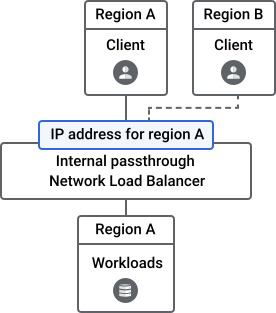 Region A
Region B
Client
Client
IP address for region A
Internal passthrough
Network Load Balancer
Region A
Workloads